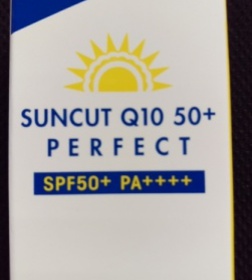 SUNCUT Q10 50+
PERFECT
SPF50+ PA++++